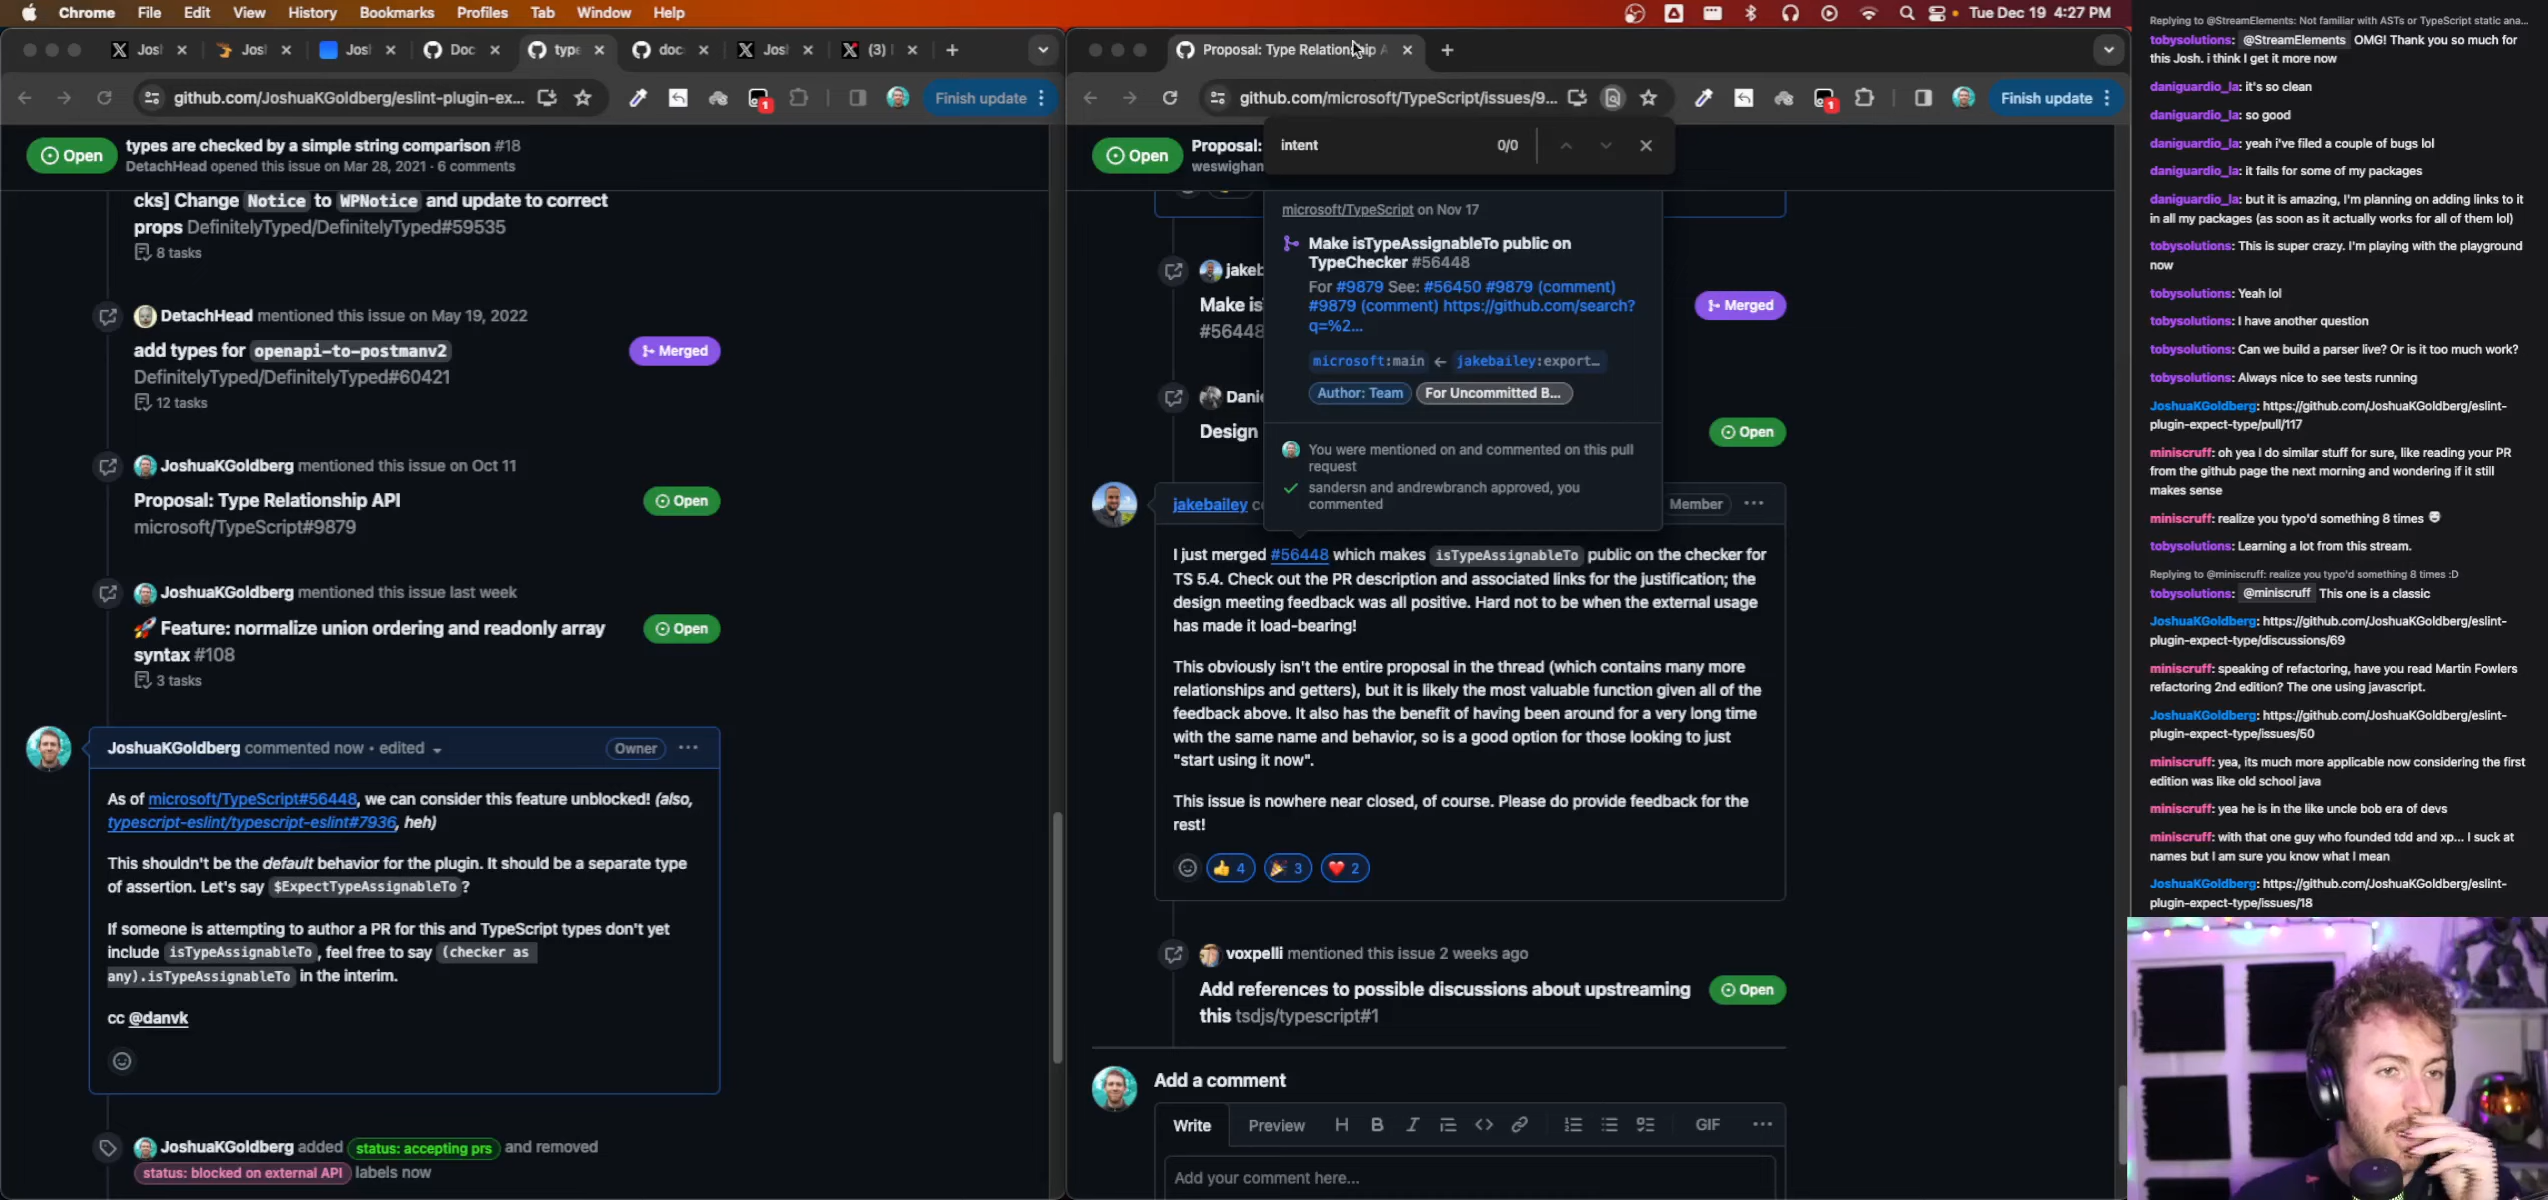 Chrome File Edit View History Bookmarks Profiles Tab Window Help
Tue Dec 19 4:27 PM
Josl
Josl
Josl
Doc
type
doc
Josl
(3)
github.com/JoshuaKGoldberg/eslint-plugin-ex...
1
Finish update
Open
types are checked by a simple string comparison #18
DetachHead opened this issue on Mar 28, 2021 · 6 comments
cks] Change Notice to WPNotice and update to correct
props DefinitelyTyped/DefinitelyTyped#59535
8 tasks
DetachHead mentioned this issue on May 19, 2022
add types for openapi-to-postmanv2
Merged
DefinitelyTyped/DefinitelyTyped#60421
12 tasks
JoshuaKGoldberg mentioned this issue on Oct 11
Proposal: Type Relationship API
Open
microsoft/TypeScript#9879
JoshuaKGoldberg mentioned this issue last week
🚀 Feature: normalize union ordering and readonly array
Open
syntax #108
3 tasks
JoshuaKGoldberg commented now • edited
Owner
As of microsoft/TypeScript#56448, we can consider this feature unblocked! (also,
typescript-eslint/typescript-eslint#7936, heh)
This shouldn't be the default behavior for the plugin. It should be a separate type
of assertion. Let's say $ExpectTypeAssignableTo?
If someone is attempting to author a PR for this and TypeScript types don't yet
include isTypeAssignableTo, feel free to say (checker as
any).isTypeAssignableTo in the interim.
cc @danvk
JoshuaKGoldberg added status: accepting prs and removed
status: blocked on external API labels now
Proposal: Type Relationship A
github.com/microsoft/TypeScript/issues/9...
1
Finish update
intent
0/0
Open
Proposal:
weswighan
microsoft/TypeScript on Nov 17
Make isTypeAssignableTo public on
TypeChecker #56448
For #9879 See: #56450 #9879 (comment)
#9879 (comment) https://github.com/search?
q=%2...
microsoft:main ← jakebailey:export…
Author: Team
For Uncommitted B...
You were mentioned on and commented on this pull
request
sandersn and andrewbranch approved, you
commented
jakeb
Make is
#56448
Merged
Danie
Design
Open
jakebailey co
Member
I just merged #56448 which makes isTypeAssignableTo public on the checker for
TS 5.4. Check out the PR description and associated links for the justification; the
design meeting feedback was all positive. Hard not to be when the external usage
has made it load-bearing!
This obviously isn't the entire proposal in the thread (which contains many more
relationships and getters), but it is likely the most valuable function given all of the
feedback above. It also has the benefit of having been around for a very long time
with the same name and behavior, so is a good option for those looking to just
"start using it now".
This issue is nowhere near closed, of course. Please do provide feedback for the
rest!
👍 4
🎉 3
❤️ 2
voxpelli mentioned this issue 2 weeks ago
Add references to possible discussions about upstreaming
Open
this tsdjs/typescript#1
Add a comment
Write
Preview
H B I
GIF
Add your comment here...
Replying to @StreamElements: Not familiar with ASTs or TypeScript static ana...
tobysolutions: @StreamElements OMG! Thank you so much for
this Josh. i think I get it more now
daniguardio_la: it's so clean
daniguardio_la: so good
daniguardio_la: yeah i've filed a couple of bugs lol
daniguardio_la: it fails for some of my packages
daniguardio_la: but it is amazing, I'm planning on adding links to it
in all my packages (as soon as it actually works for all of them lol)
tobysolutions: This is super crazy. I'm playing with the playground
now
tobysolutions: Yeah lol
tobysolutions: I have another question
tobysolutions: Can we build a parser live? Or is it too much work?
tobysolutions: Always nice to see tests running
JoshuaKGoldberg: https://github.com/JoshuaKGoldberg/eslint-
plugin-expect-type/pull/117
miniscruff: oh yea I do similar stuff for sure, like reading your PR
from the github page the next morning and wondering if it still
makes sense
miniscruff: realize you typo'd something 8 times
tobysolutions: Learning a lot from this stream.
Replying to @miniscruff: realize you typo'd something 8 times :D
tobysolutions: @miniscruff This one is a classic
JoshuaKGoldberg: https://github.com/JoshuaKGoldberg/eslint-
plugin-expect-type/discussions/69
miniscruff: speaking of refactoring, have you read Martin Fowlers
refactoring 2nd edition? The one using javascript.
JoshuaKGoldberg: https://github.com/JoshuaKGoldberg/eslint-
plugin-expect-type/issues/50
miniscruff: yea, its much more applicable now considering the first
edition was like old school java
miniscruff: yea he is in the like uncle bob era of devs
miniscruff: with that one guy who founded tdd and xp... I suck at
names but I am sure you know what I mean
JoshuaKGoldberg: https://github.com/JoshuaKGoldberg/eslint-
plugin-expect-type/issues/18